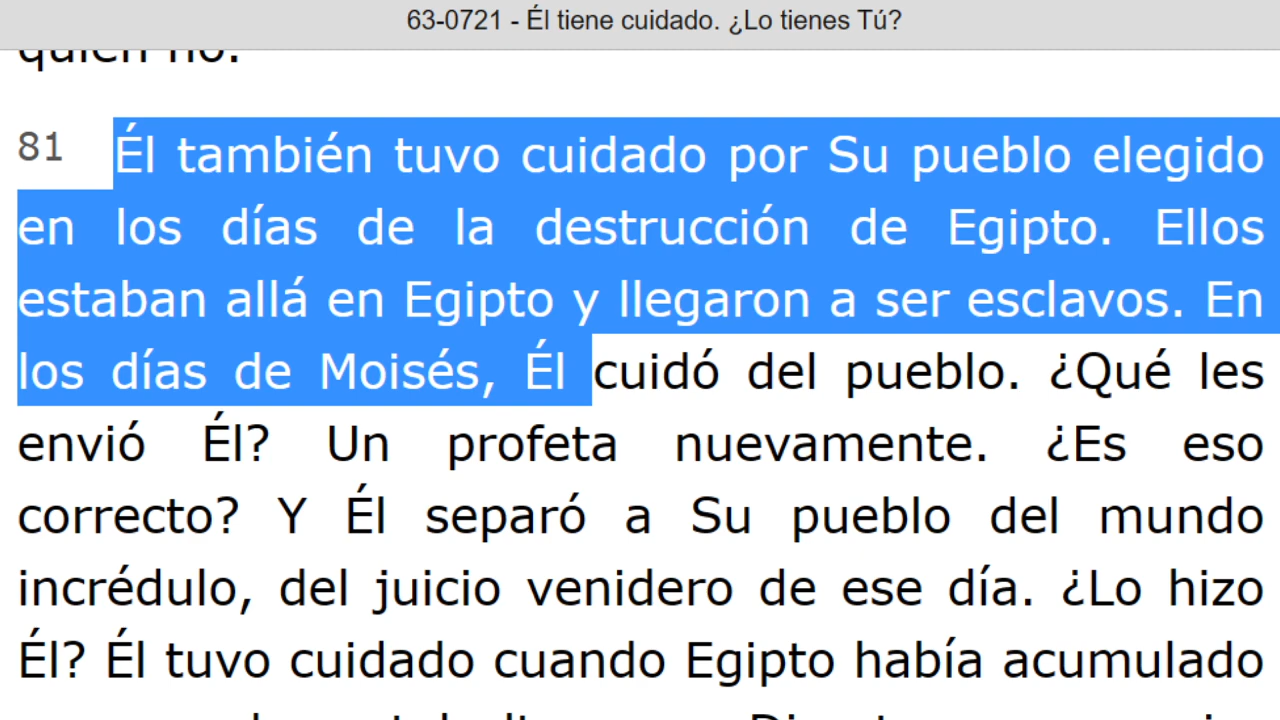 63-0721 - Él tiene cuidado. ¿Lo tienes Tú?
quien no.
81 Él también tuvo cuidado por Su pueblo elegido
en los días de la destrucción de Egipto. Ellos
estaban allá en Egipto y llegaron a ser esclavos. En
los días de Moisés, Él cuidó del pueblo. ¿Qué les
envió Él? Un profeta nuevamente. ¿Es eso
correcto? Y Él separó a Su pueblo del mundo
incrédulo, del juicio venidero de ese día. ¿Lo hizo
Él? Él tuvo cuidado cuando Egipto había acumulado